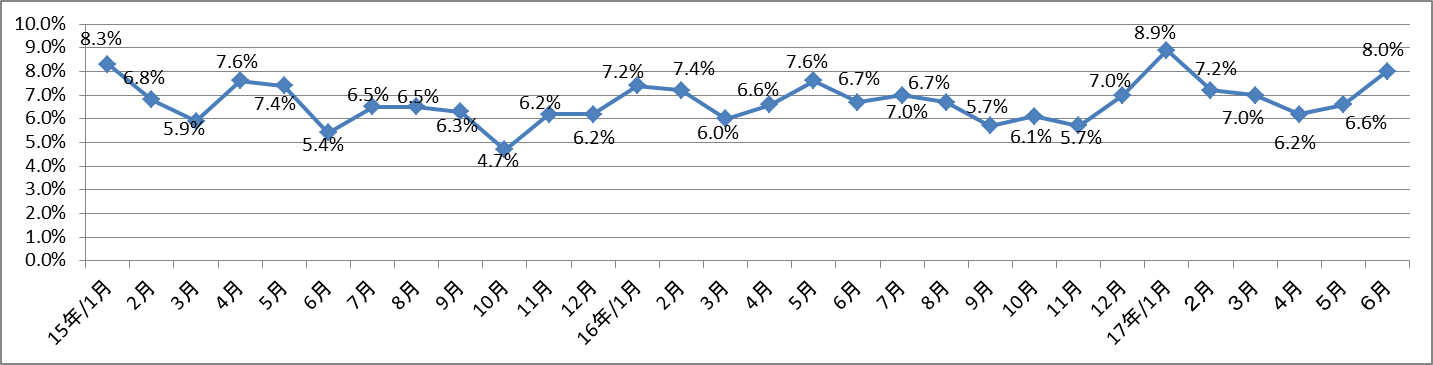 10.0%
9.0%
8.0%
7.0%
6.0%
5.0%
4.0%
3.0%
2.0%
1.0%
0.0%
8.3%
6.8%
5.9%
7.6%
7.4%
5.4%
6.5%
6.5%
6.3%
4.7%
6.2%
6.2%
7.2%
7.4%
6.0%
6.6%
7.6%
6.7%
7.0%
6.7%
5.7%
6.1%
5.7%
7.0%
8.9%
7.2%
7.0%
6.2%
6.6%
8.0%
15年/1月
2月
3月
4月
5月
6月
7月
8月
9月
10月
11月
12月
16年/1月
2月
3月
4月
5月
6月
7月
8月
9月
10月
11月
12月
17年/1月
2月
3月
4月
5月
6月